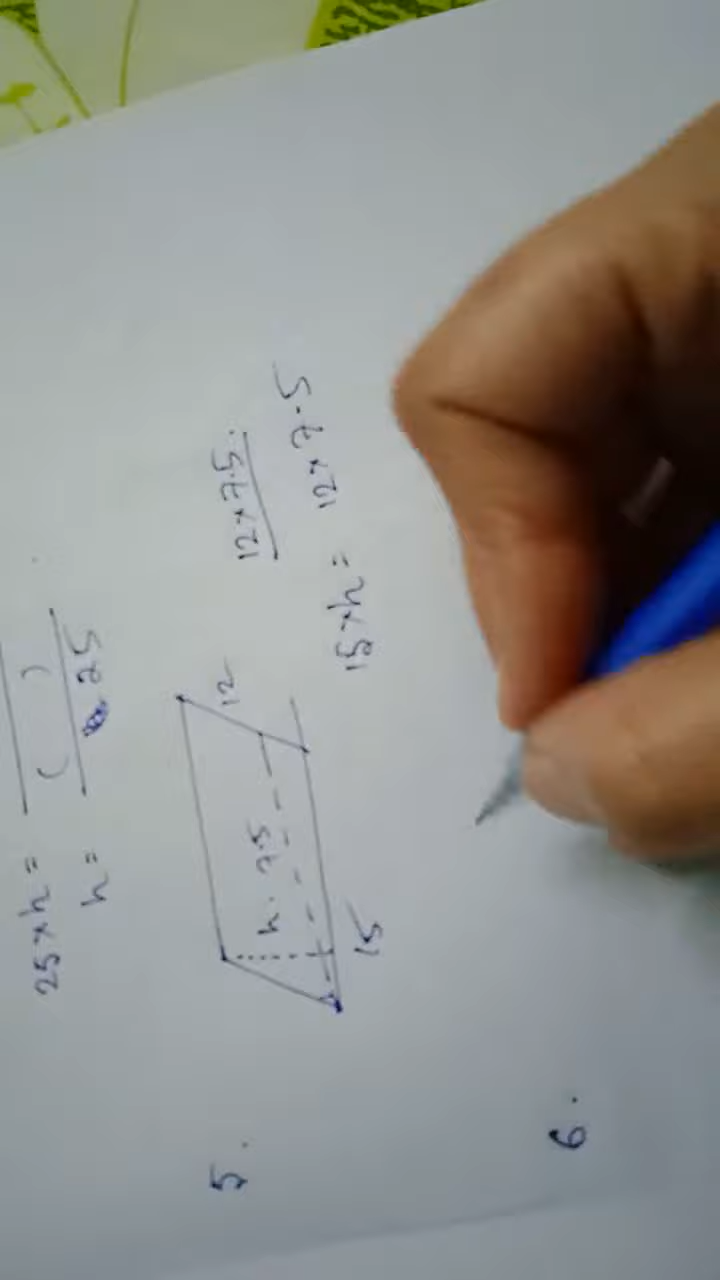 25 × h = ( )
h = 25
5.
12
h. 7.5
15
12 × 7.5.
15 × h = 12 × 7.5
6.